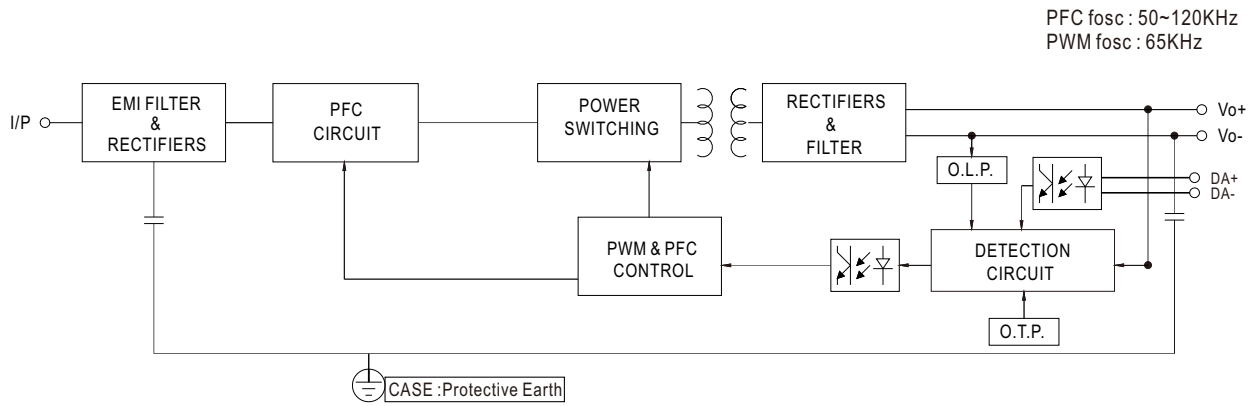 PFC fosc : 50~120KHz
PWM fosc : 65KHz
I/P
EMI FILTER
&
RECTIFIERS
PFC
CIRCUIT
POWER
SWITCHING
RECTIFIERS
&
FILTER
Vo+
Vo-
O.L.P.
DA+
DA-
PWM & PFC
CONTROL
DETECTION
CIRCUIT
O.T.P.
CASE :Protective Earth